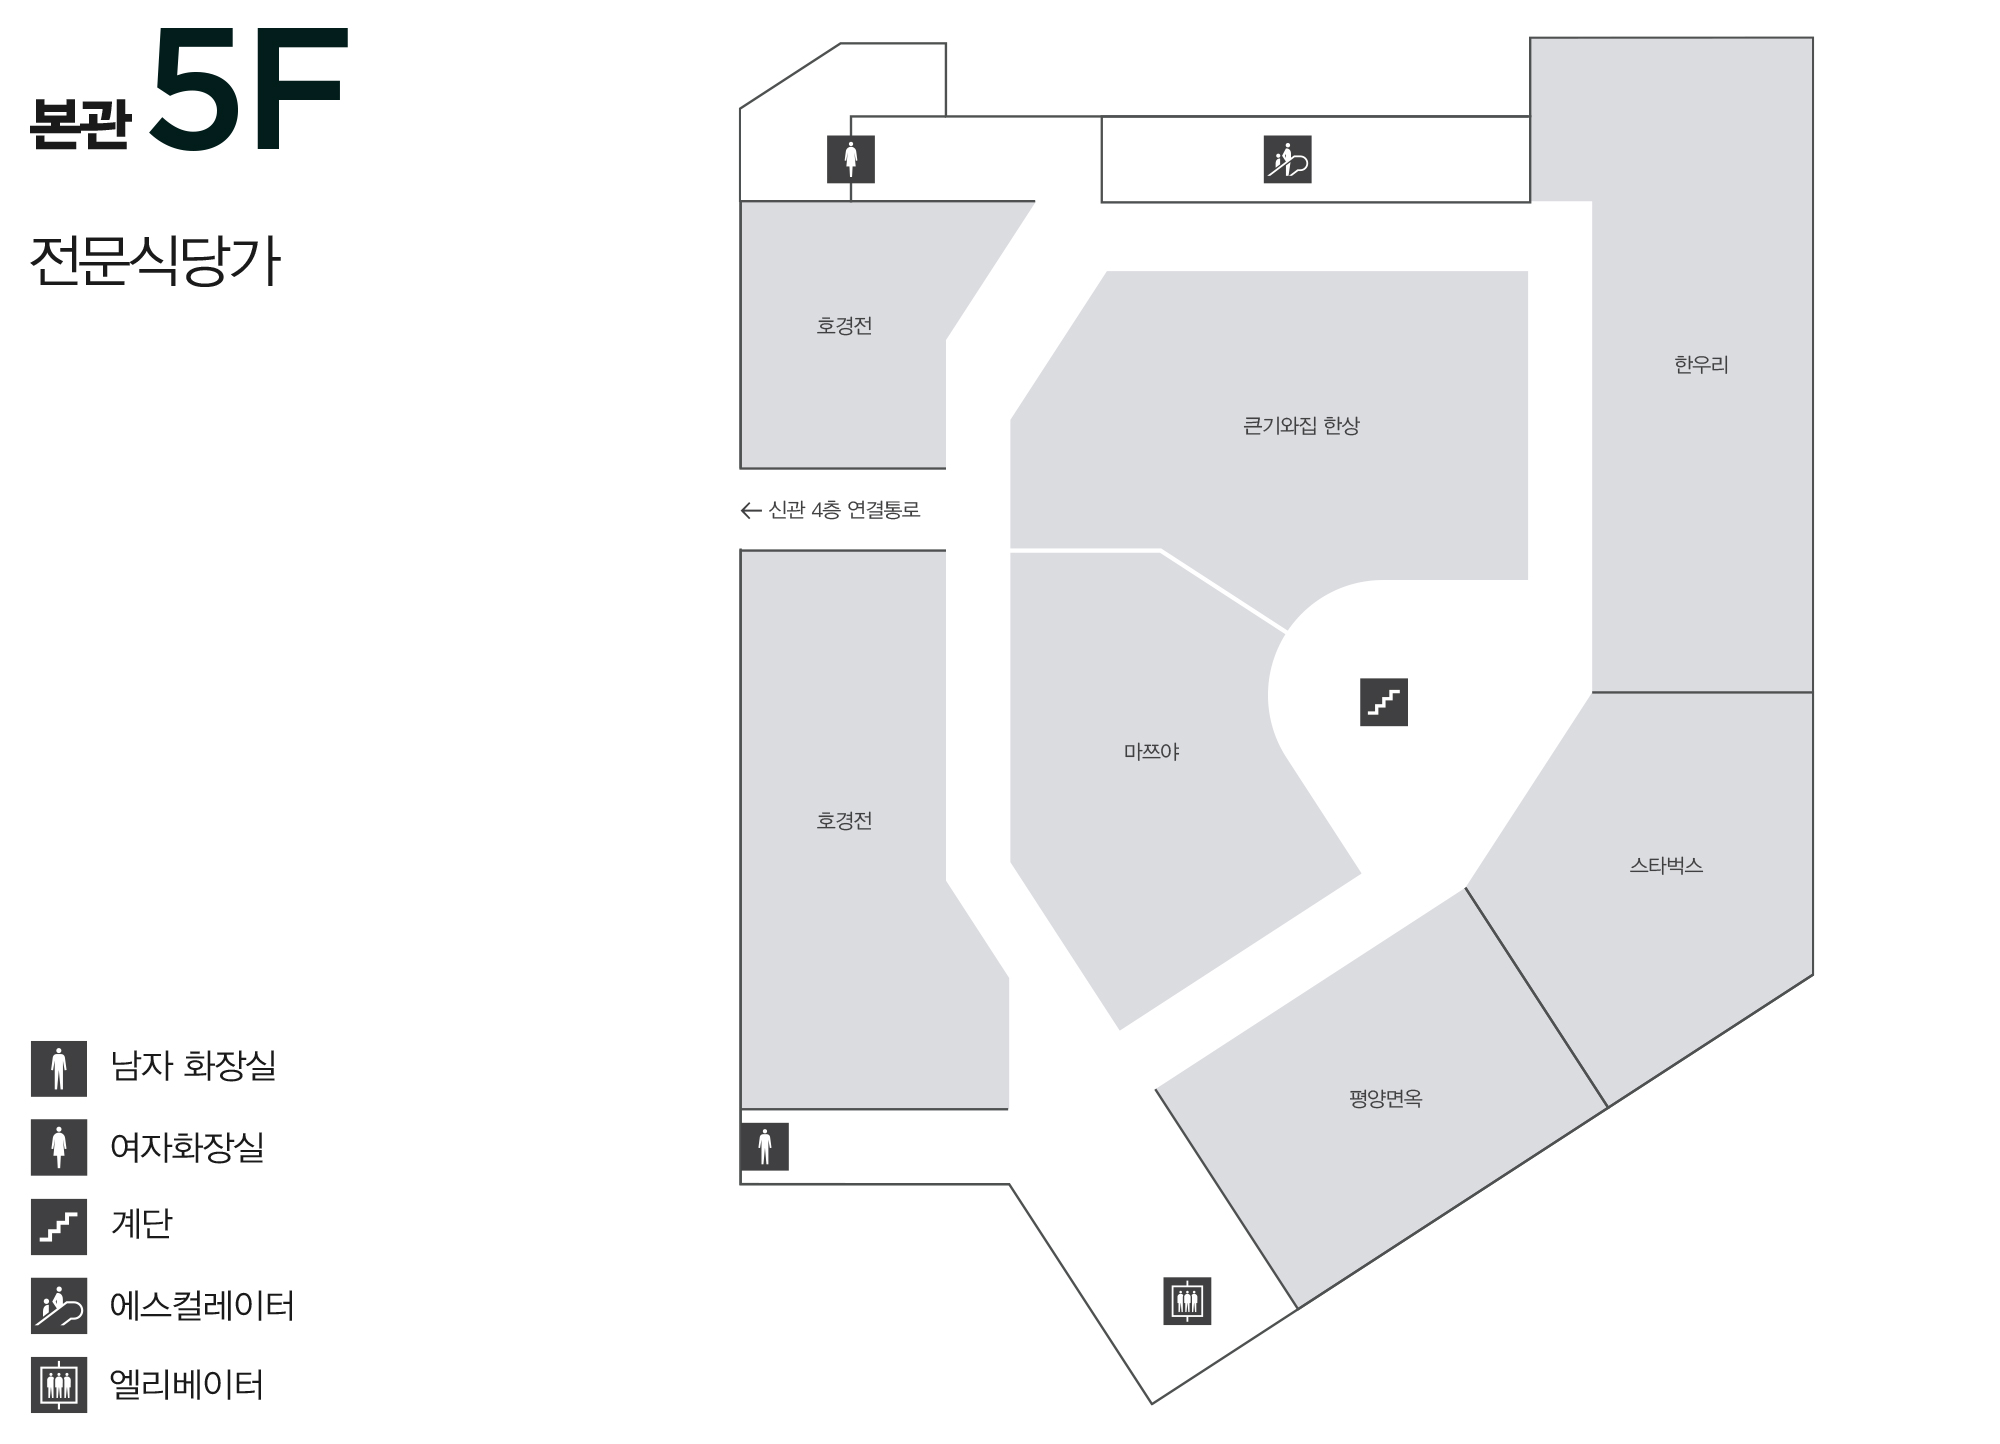 본관 5F
전문식당가
호경전
한우리
큰기와집 한상
← 신관 4층 연결통로
마쯔야
호경전
스타벅스
평양면옥
남자 화장실
여자화장실
계단
에스컬레이터
엘리베이터